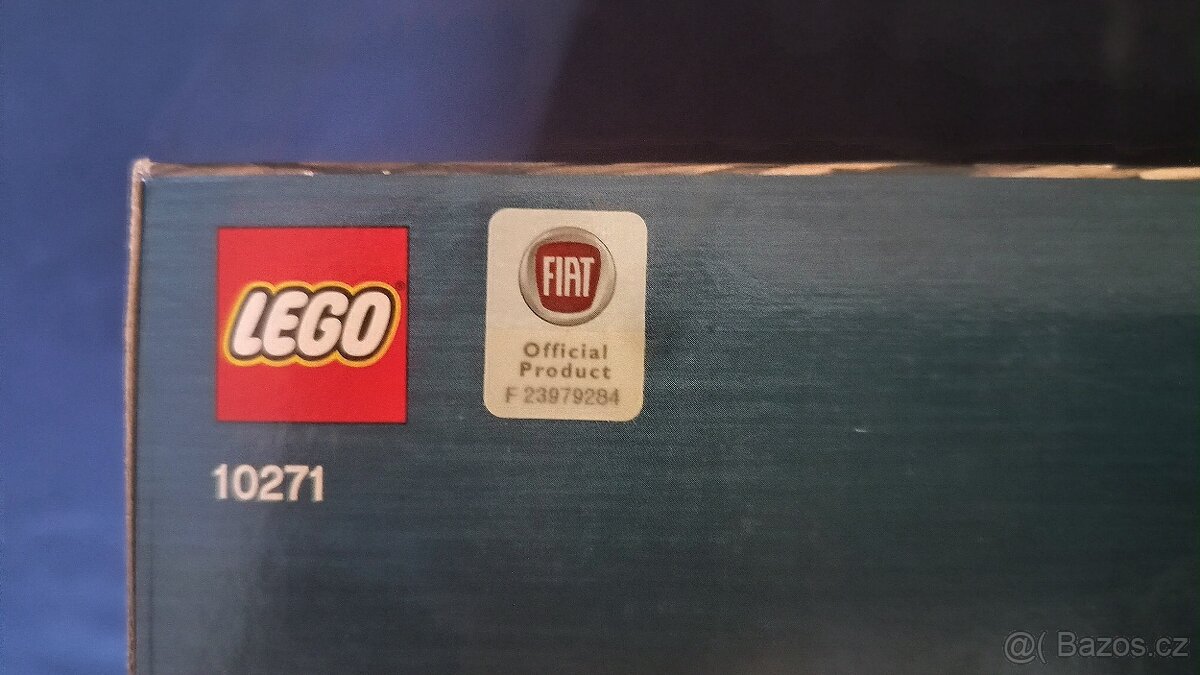 LEGO®
FIAT
Official
Product
F 23979284
10271
@( Bazos.cz